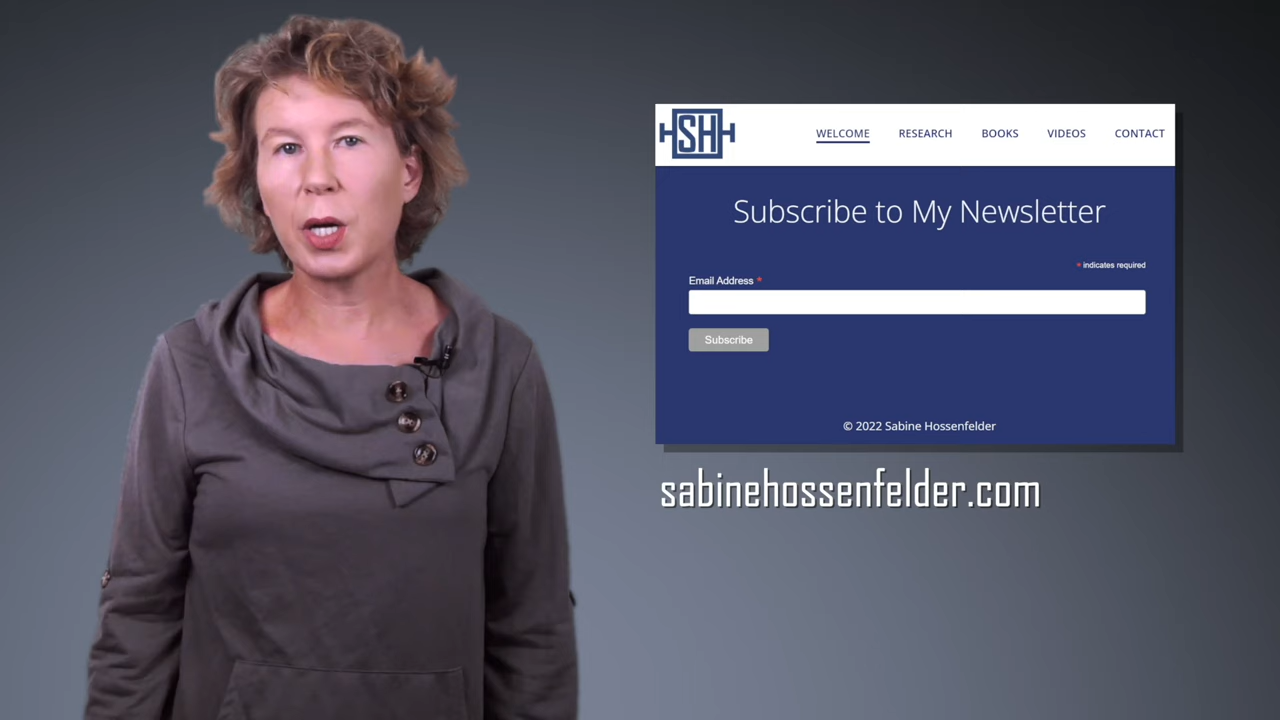 SH
WELCOME RESEARCH BOOKS VIDEOS CONTACT
Subscribe to My Newsletter
* indicates required
Email Address *
Subscribe
© 2022 Sabine Hossenfelder
sabinehossenfelder.com